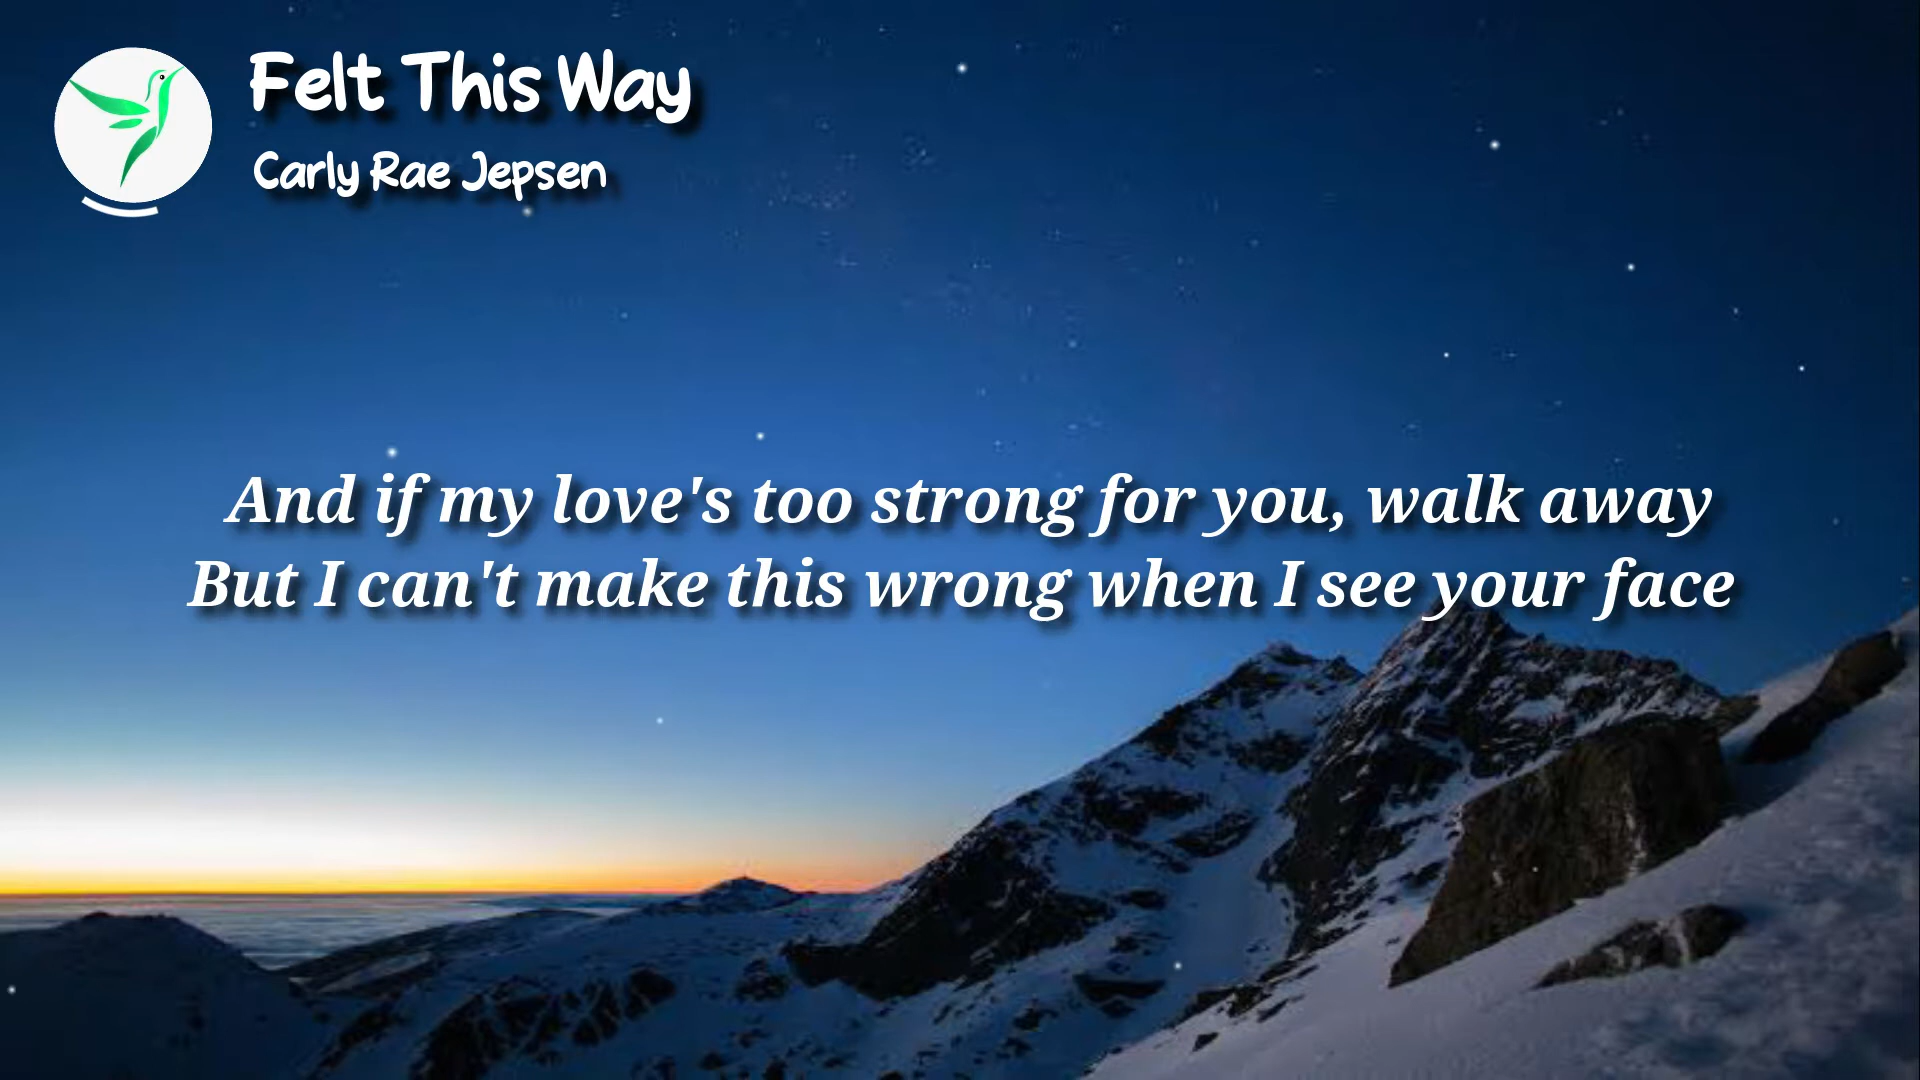 Felt This Way
Carly Rae Jepsen
And if my love's too strong for you, walk away
But I can't make this wrong when I see your face